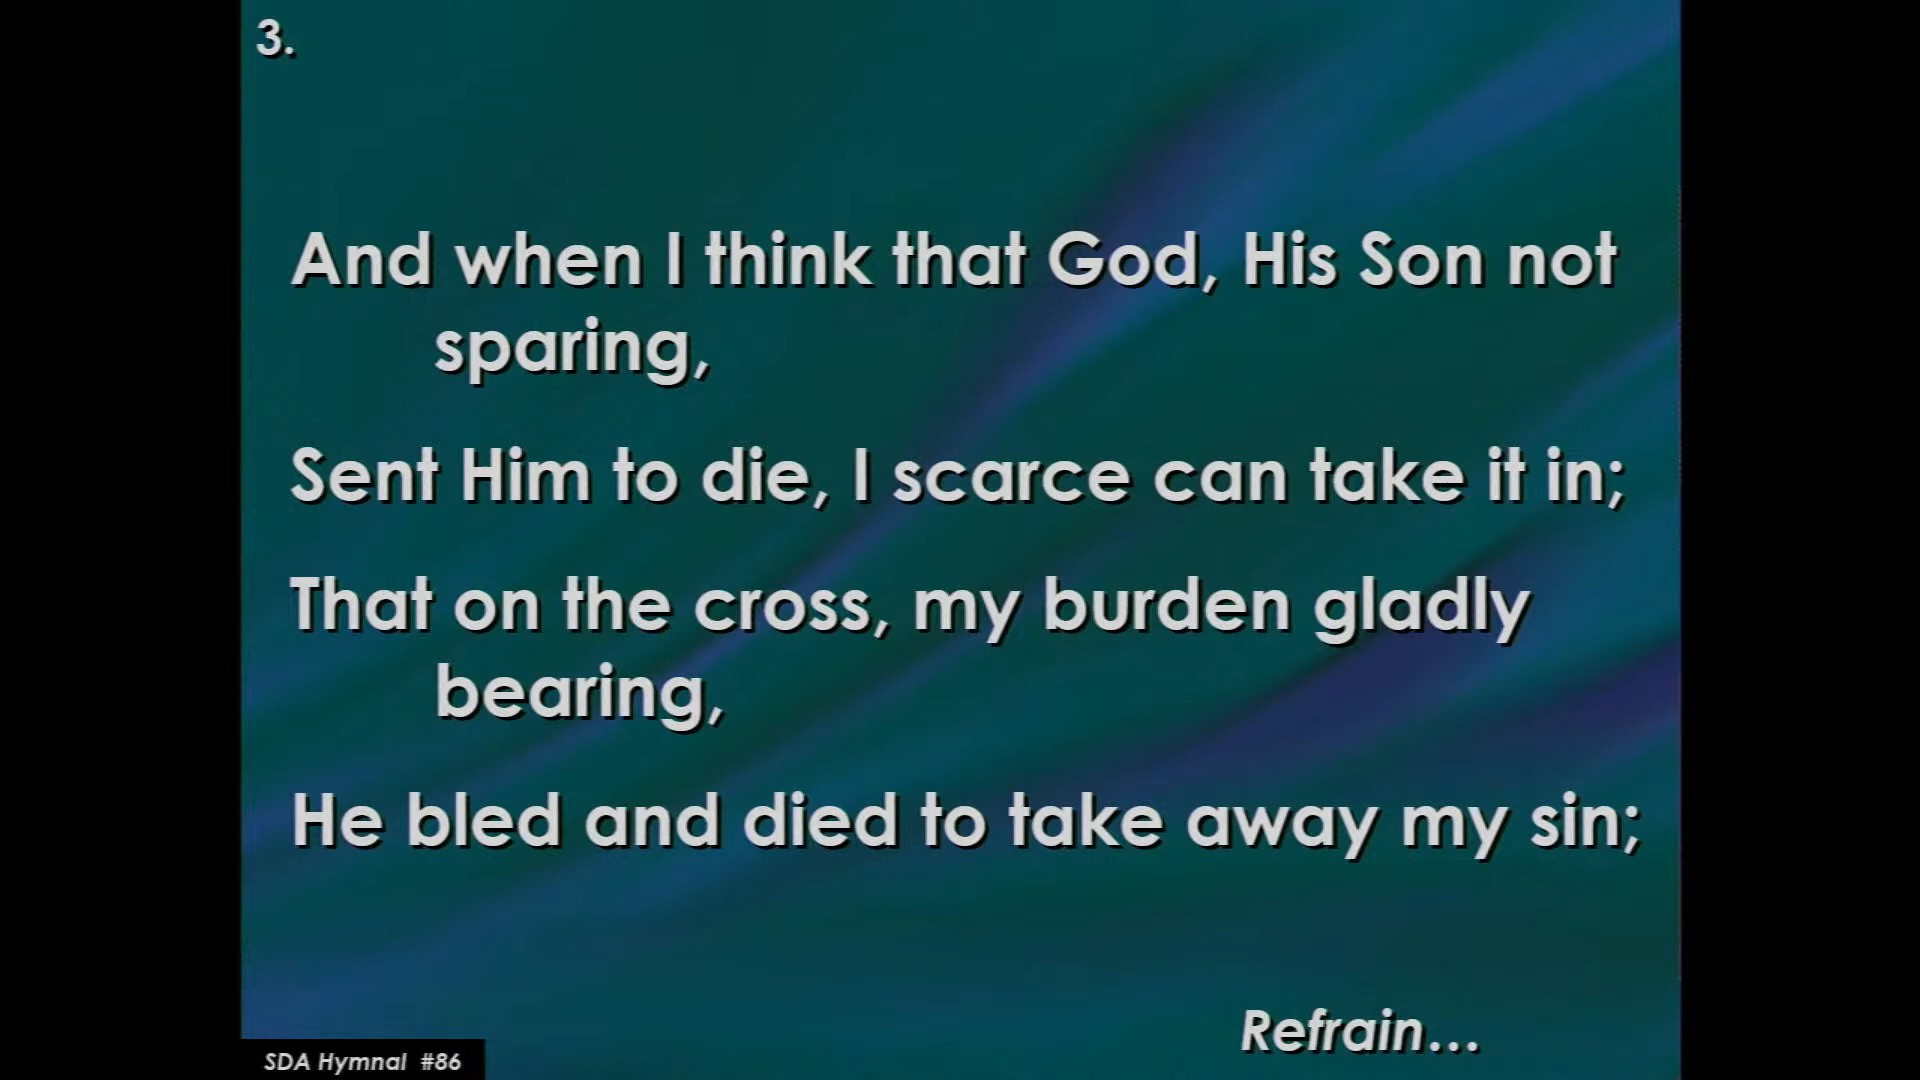 3.
And when I think that God, His Son not
sparing,
Sent Him to die, I scarce can take it in;
That on the cross, my burden gladly
bearing,
He bled and died to take away my sin;
Refrain...
SDA Hymnal #86